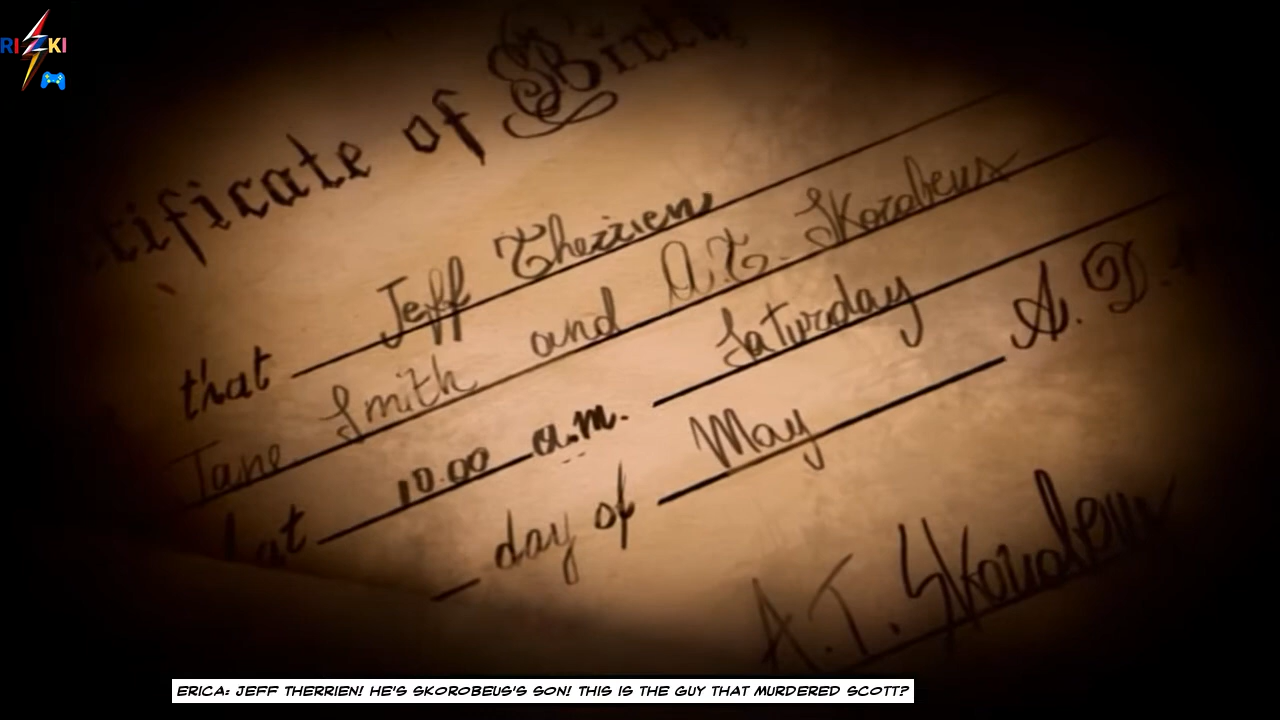 RIZKI
tificate of Birth
that Jeff Therrien
Jane Smith and A.T. Skorobeus
at 10.00 a.m. Saturday
day of May A. D.
A.T. Skorobeus
ERICA: JEFF THERRIEN! HE'S SKOROBEUS'S SON! THIS IS THE GUY THAT MURDERED SCOTT?